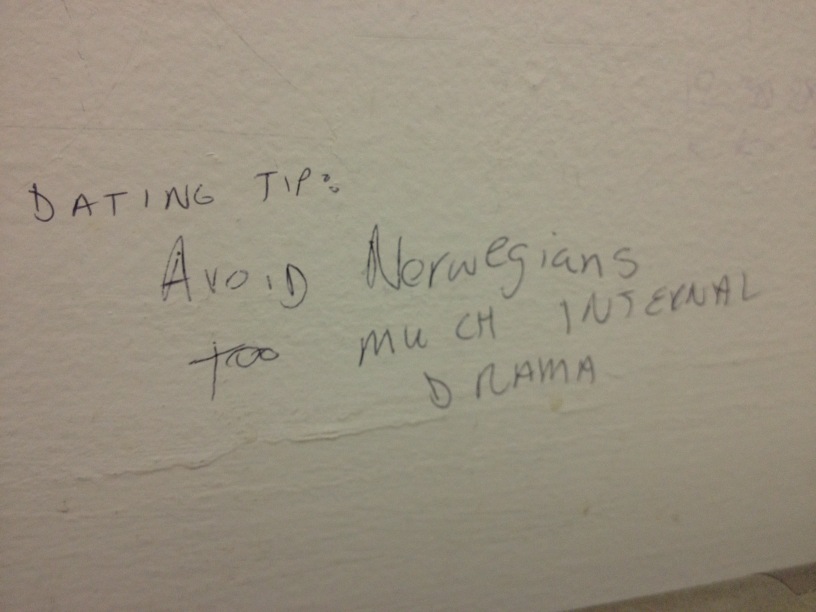 DATING TIP:
AVOID Norwegians
too MUCH INTERNAL
DRAMA